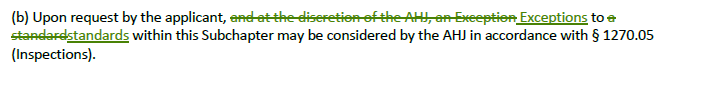 (b) Upon request by the applicant, and at the discretion of the AHJ, an Exception Exceptions to a
standardstandards within this Subchapter may be considered by the AHJ in accordance with § 1270.05
(Inspections).